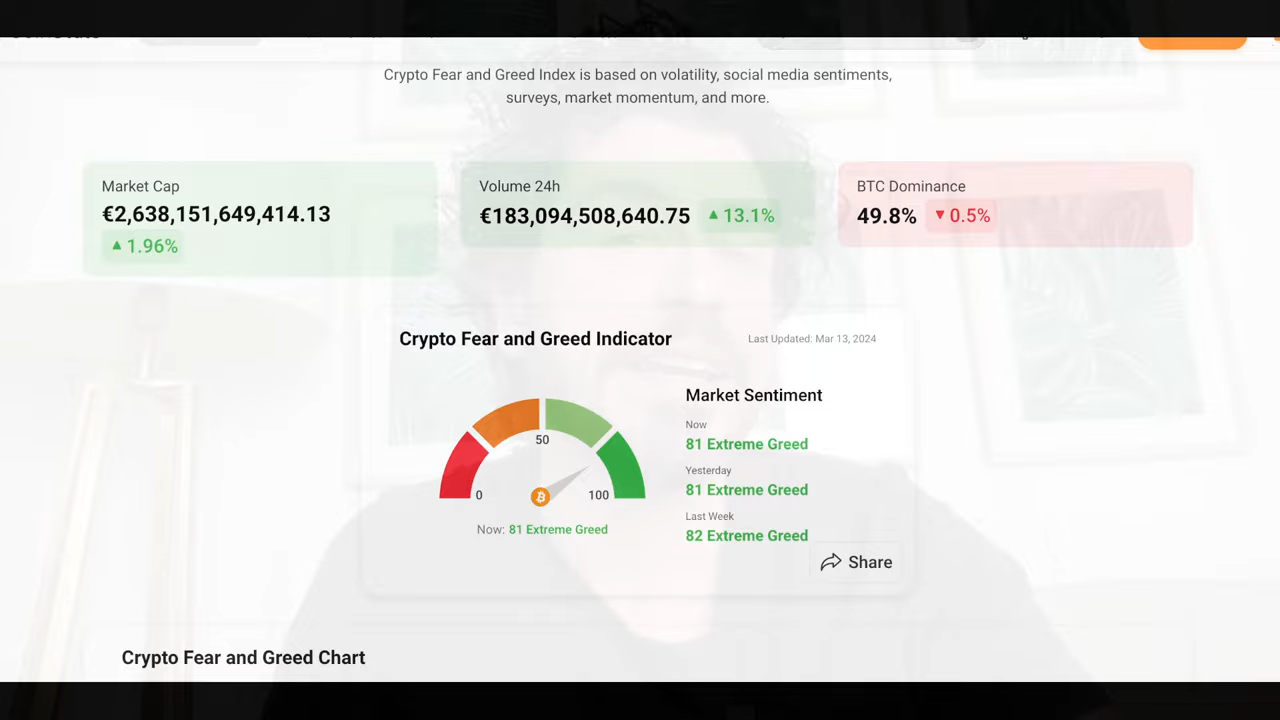 Crypto Fear and Greed Index is based on volatility, social media sentiments,
surveys, market momentum, and more.
Market Cap
€2,638,151,649,414.13
▲ 1.96%
Volume 24h
€183,094,508,640.75 ▲ 13.1%
BTC Dominance
49.8% ▼ 0.5%
Crypto Fear and Greed Indicator
Last Updated: Mar 13, 2024
50
0
100
Now: 81 Extreme Greed
Market Sentiment
Now
81 Extreme Greed
Yesterday
81 Extreme Greed
Last Week
82 Extreme Greed
Share
Crypto Fear and Greed Chart